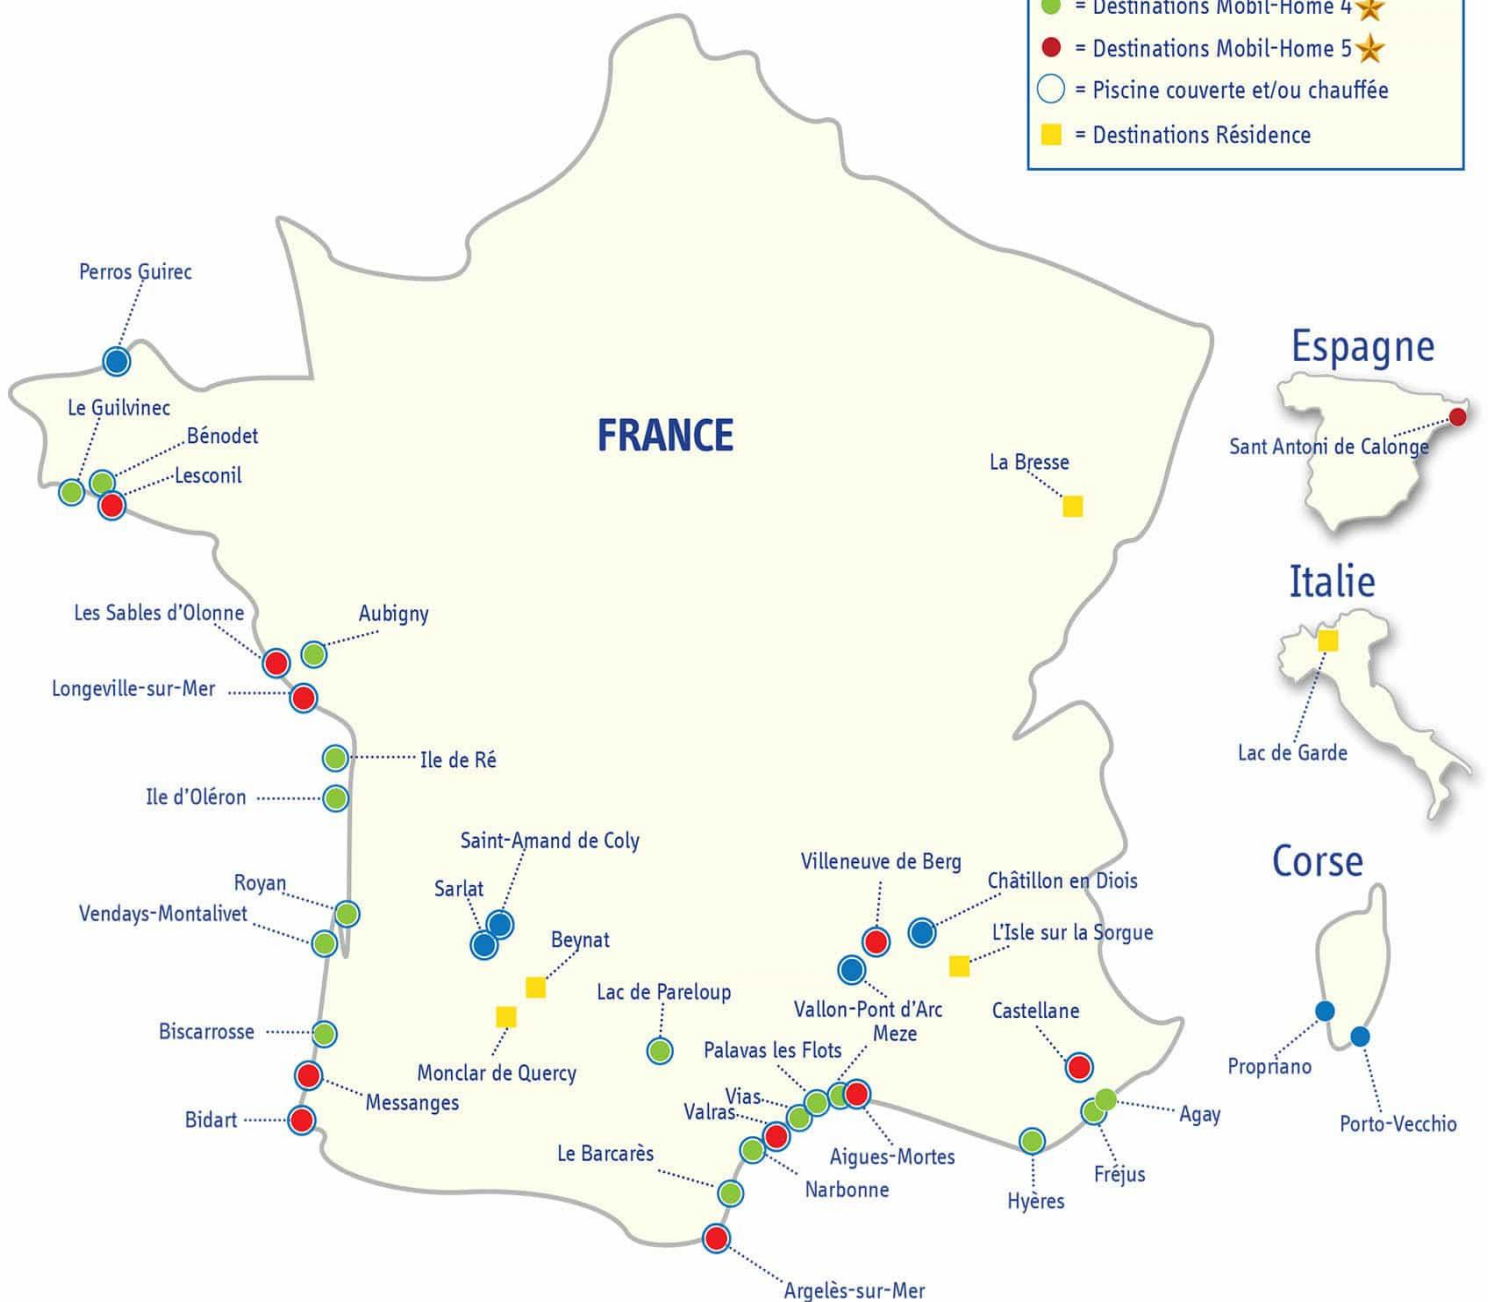 = Destinations Mobil-Home 4
= Destinations Mobil-Home 5
= Piscine couverte et/ou chauffée
= Destinations Résidence
Perros Guirec
Le Guilvinec
Bénodet
Lesconil
FRANCE
La Bresse
Espagne
Sant Antoni de Calonge
Italie
Lac de Garde
Corse
Propriano
Porto-Vecchio
Les Sables d'Olonne
Aubigny
Longeville-sur-Mer
Ile de Ré
Ile d'Oléron
Saint-Amand de Coly
Sarlat
Royan
Vendays-Montalivet
Beynat
Villeneuve de Berg
Châtillon en Diois
L'Isle sur la Sorgue
Lac de Pareloup
Vallon-Pont d'Arc
Castellane
Biscarrosse
Meze
Palavas les Flots
Monclar de Quercy
Messanges
Vias
Valras
Bidart
Agay
Le Barcarès
Aigues-Mortes
Narbonne
Fréjus
Hyères
Argelès-sur-Mer